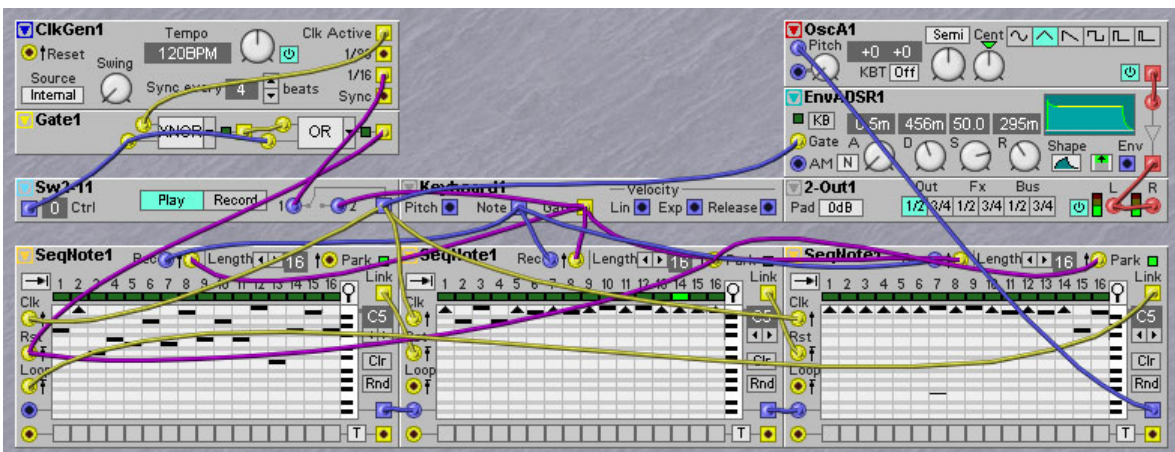 ClkGen1 Tempo Clk Active
Reset Swing 120BPM 1/96
Source 1/16
Internal Sync every 4 beats Sync
Gate1
XNOR OR
OscA1 Semi Cent
Pitch +0 +0
KBT Off
EnvADSR1
KB 0.5m 456m 50.0 295m
Gate A D S R Shape Env
AM N
Sw2-11
0 Ctrl Play Record 1 2
Keyboard1 Velocity
Pitch Note Gate Lin Exp Release
2-Out1 Out Fx Bus L R
Pad 0dB 1/2 3/4 1/2 3/4 1/2 3/4
SeqNote1 Rec Length 16 Park
Link
1 2 3 4 5 6 7 8 9 10 11 12 13 14 15 16
Clk C5
Rst
Clr
Loop Rnd
T
SeqNote1 Rec Length 16 Park
Link
1 2 3 4 5 6 7 8 9 10 11 12 13 14 15 16
Clk C5
Rst
Clr
Loop Rnd
T
SeqNote1 Length 16 Park
Link
1 2 3 4 5 6 7 8 9 10 11 12 13 14 15 16
Clk C5
Rst
Clr
Loop Rnd
T